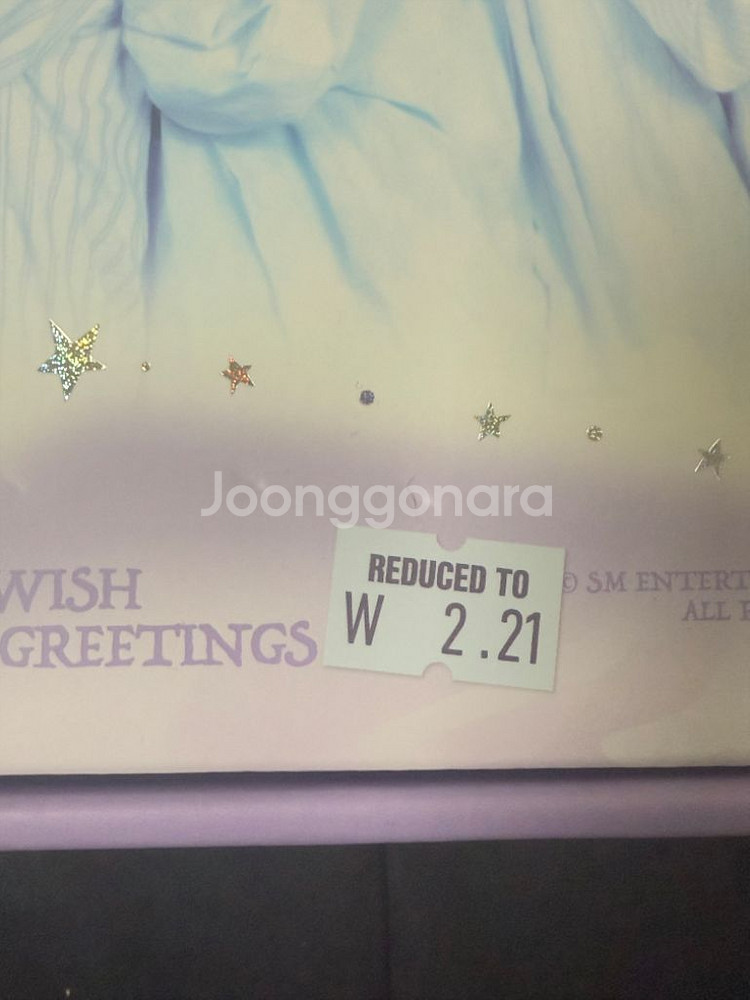 Joonggonara
REDUCED TO
W 2.21
WISH
GREETINGS
© SM ENTERT
ALL